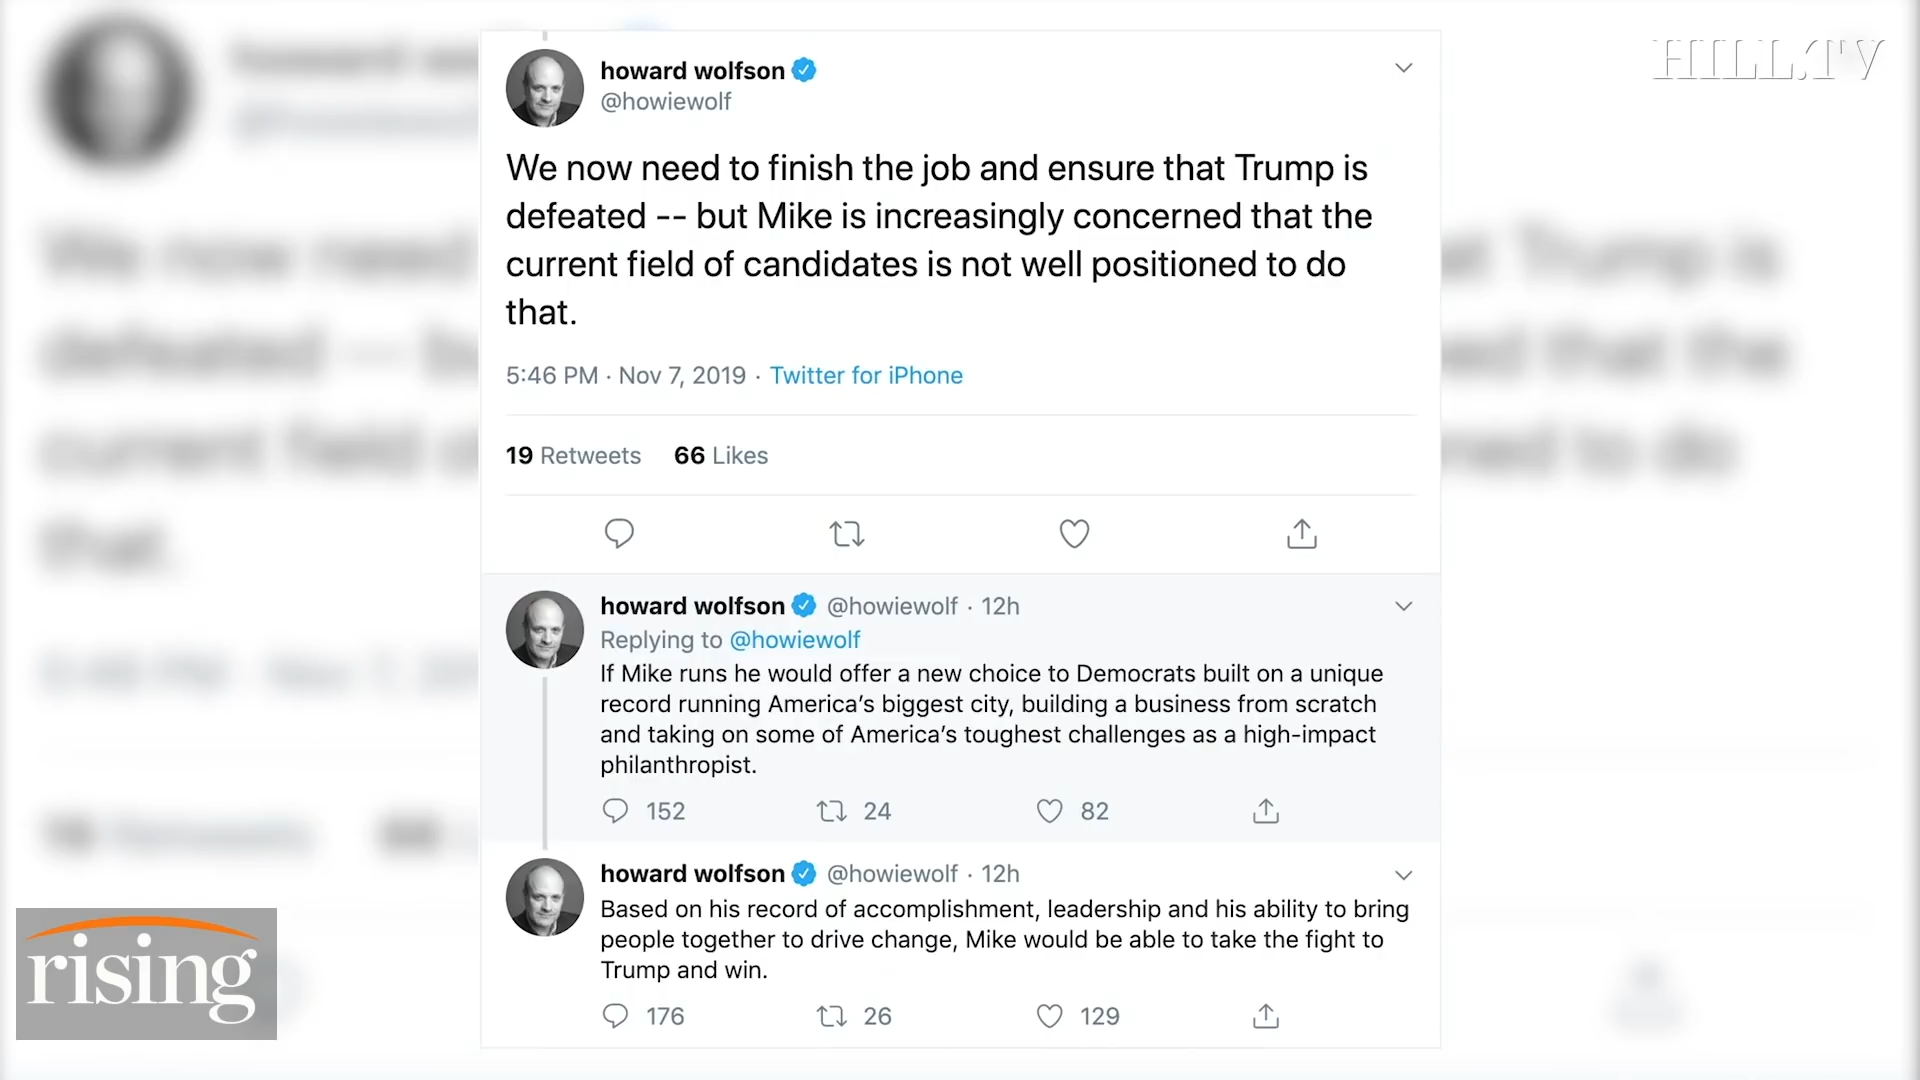 HILL.TV
howard wolfson
@howiewolf
We now need to finish the job and ensure that Trump is
defeated -- but Mike is increasingly concerned that the
current field of candidates is not well positioned to do
that.
5:46 PM · Nov 7, 2019 · Twitter for iPhone
19 Retweets 66 Likes
howard wolfson @howiewolf · 12h
Replying to @howiewolf
If Mike runs he would offer a new choice to Democrats built on a unique
record running America’s biggest city, building a business from scratch
and taking on some of America’s toughest challenges as a high-impact
philanthropist.
152 24 82
howard wolfson @howiewolf · 12h
Based on his record of accomplishment, leadership and his ability to bring
people together to drive change, Mike would be able to take the fight to
Trump and win.
176 26 129
rising